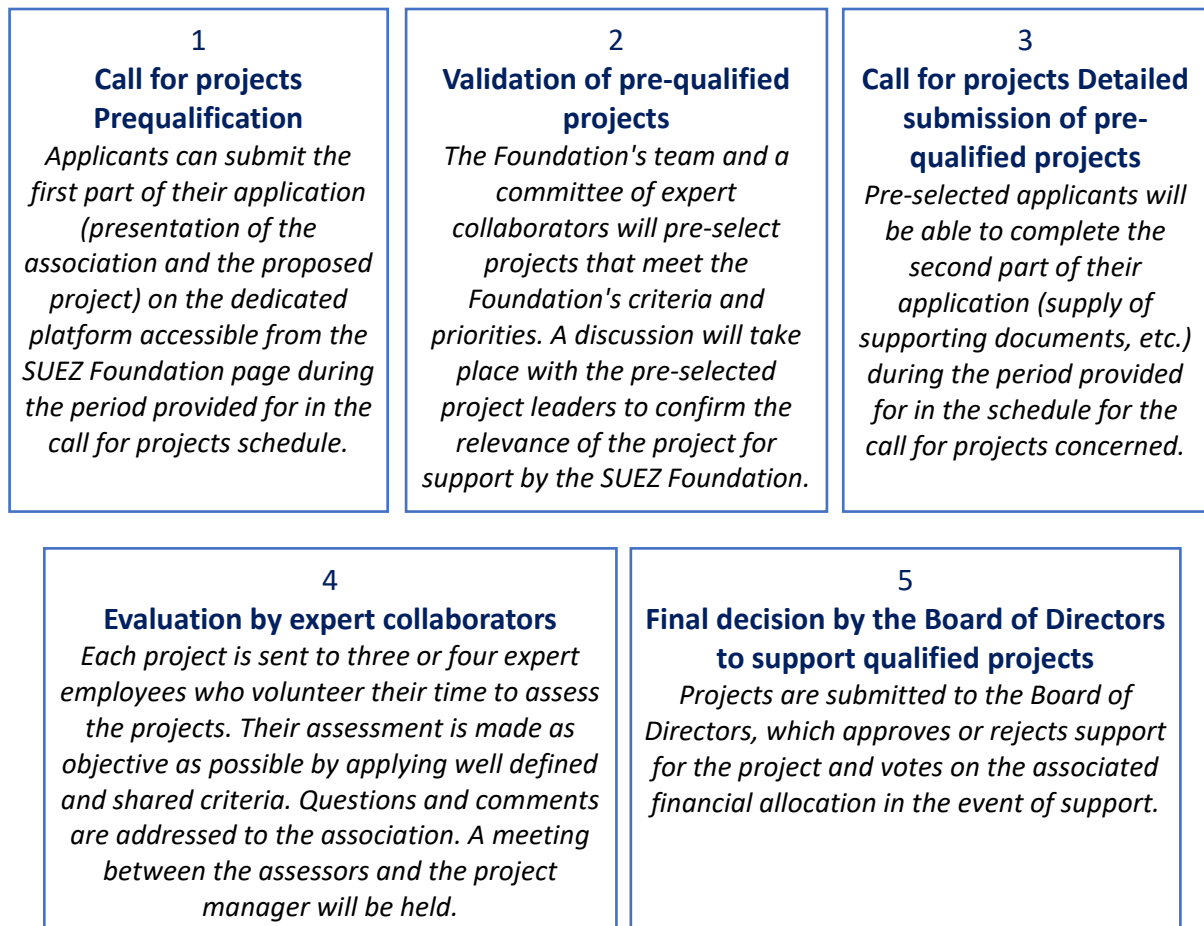 1
Call for projects
Prequalification
Applicants can submit the
first part of their application
(presentation of the
association and the proposed
project) on the dedicated
platform accessible from the
SUEZ Foundation page during
the period provided for in the
call for projects schedule.
2
Validation of pre-qualified
projects
The Foundation's team and a
committee of expert
collaborators will pre-select
projects that meet the
Foundation's criteria and
priorities. A discussion will take
place with the pre-selected
project leaders to confirm the
relevance of the project for
support by the SUEZ Foundation.
3
Call for projects Detailed
submission of pre-
qualified projects
Pre-selected applicants will
be able to complete the
second part of their
application (supply of
supporting documents, etc.)
during the period provided
for in the schedule for the
call for projects concerned.
4
Evaluation by expert collaborators
Each project is sent to three or four expert
employees who volunteer their time to assess
the projects. Their assessment is made as
objective as possible by applying well defined
and shared criteria. Questions and comments
are addressed to the association. A meeting
between the assessors and the project
manager will be held.
5
Final decision by the Board of Directors
to support qualified projects
Projects are submitted to the Board of
Directors, which approves or rejects support
for the project and votes on the associated
financial allocation in the event of support.